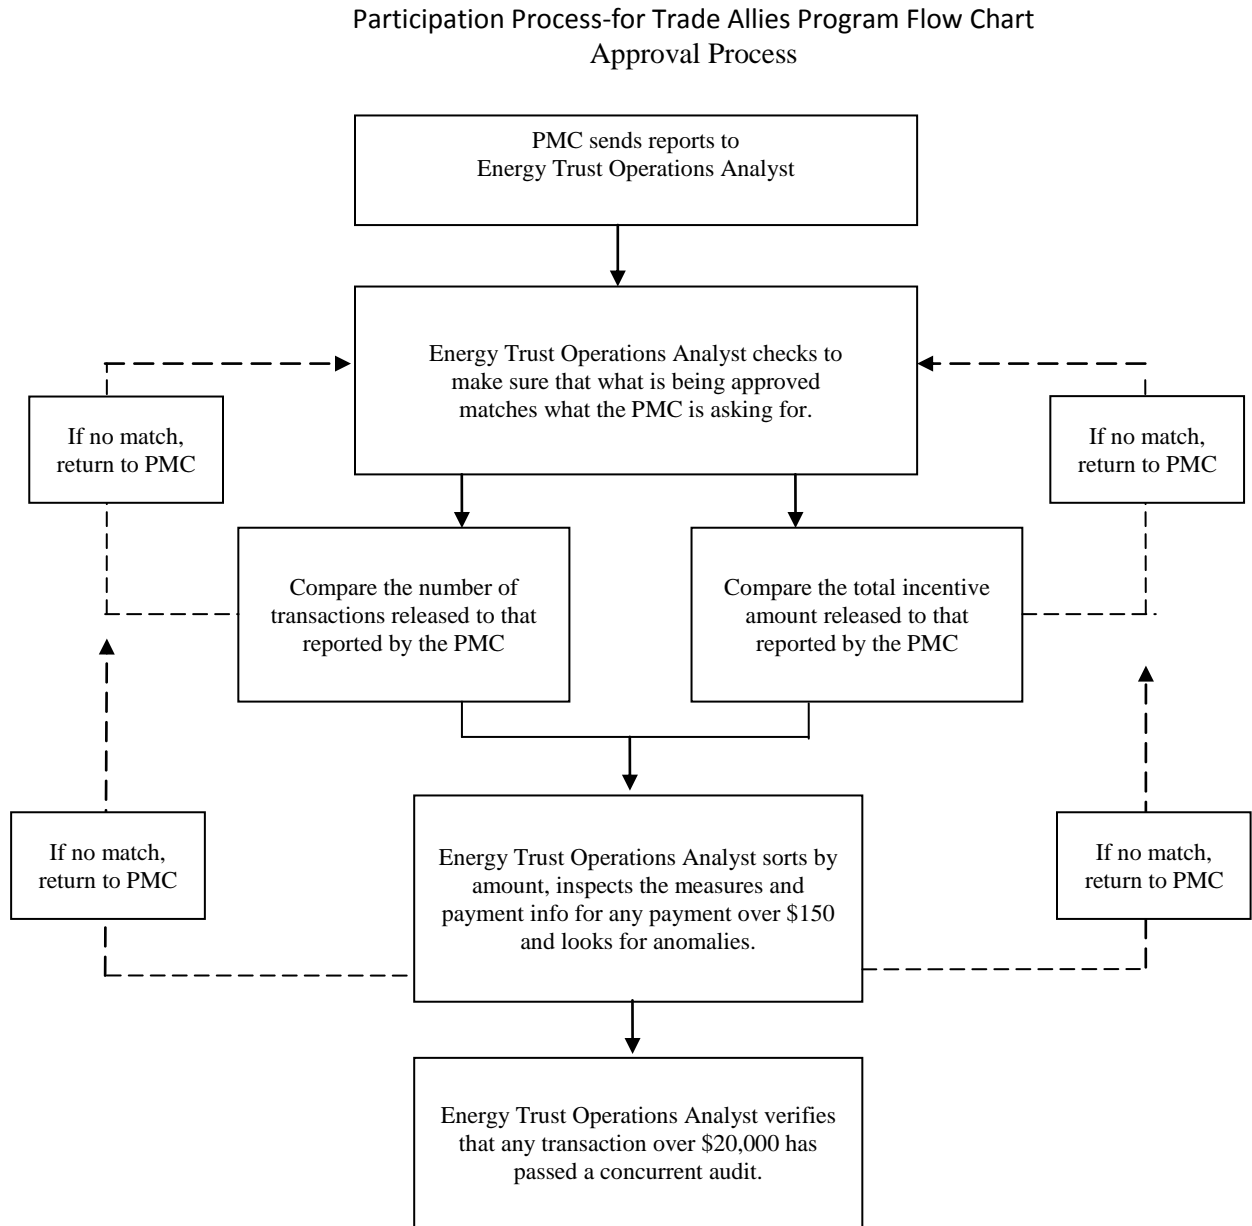 Participation Process-for Trade Allies Program Flow Chart
Approval Process
PMC sends reports to
Energy Trust Operations Analyst
Energy Trust Operations Analyst checks to
make sure that what is being approved
matches what the PMC is asking for.
If no match,
return to PMC
If no match,
return to PMC
Compare the number of
transactions released to that
reported by the PMC
Compare the total incentive
amount released to that
reported by the PMC
If no match,
return to PMC
Energy Trust Operations Analyst sorts by
amount, inspects the measures and
payment info for any payment over $150
and looks for anomalies.
If no match,
return to PMC
Energy Trust Operations Analyst verifies
that any transaction over $20,000 has
passed a concurrent audit.